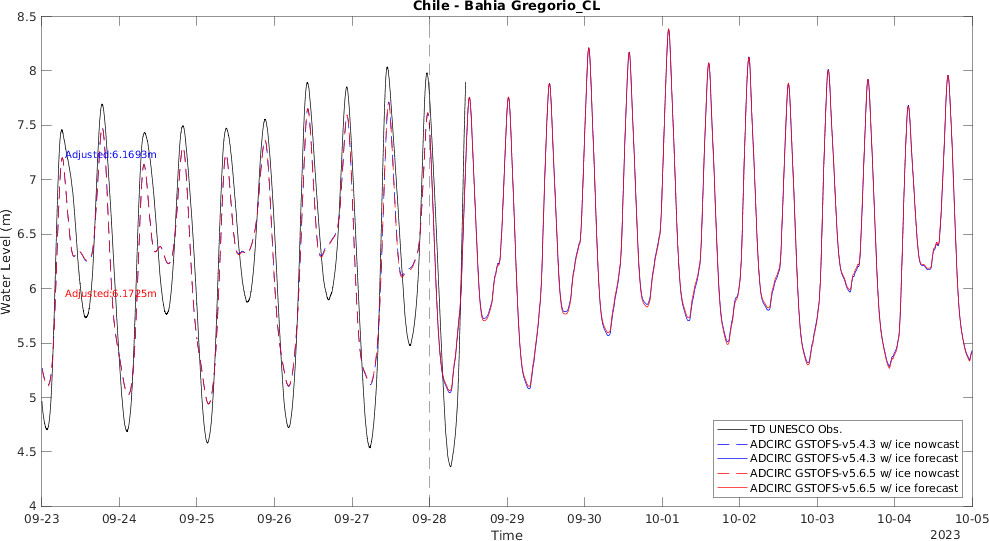 Chile - Bahia Gregorio_CL
8.5
8
7.5
7
6.5
6
5.5
5
4.5
4
Water Level (m)
Adjusted:6.1693m
Adjusted:6.1725m
TD UNESCO Obs.
ADCIRC GSTOFS-v5.4.3 w/ ice nowcast
ADCIRC GSTOFS-v5.4.3 w/ ice forecast
ADCIRC GSTOFS-v5.6.5 w/ ice nowcast
ADCIRC GSTOFS-v5.6.5 w/ ice forecast
09-23 09-24 09-25 09-26 09-27 09-28 09-29 09-30 10-01 10-02 10-03 10-04 10-05
Time
2023